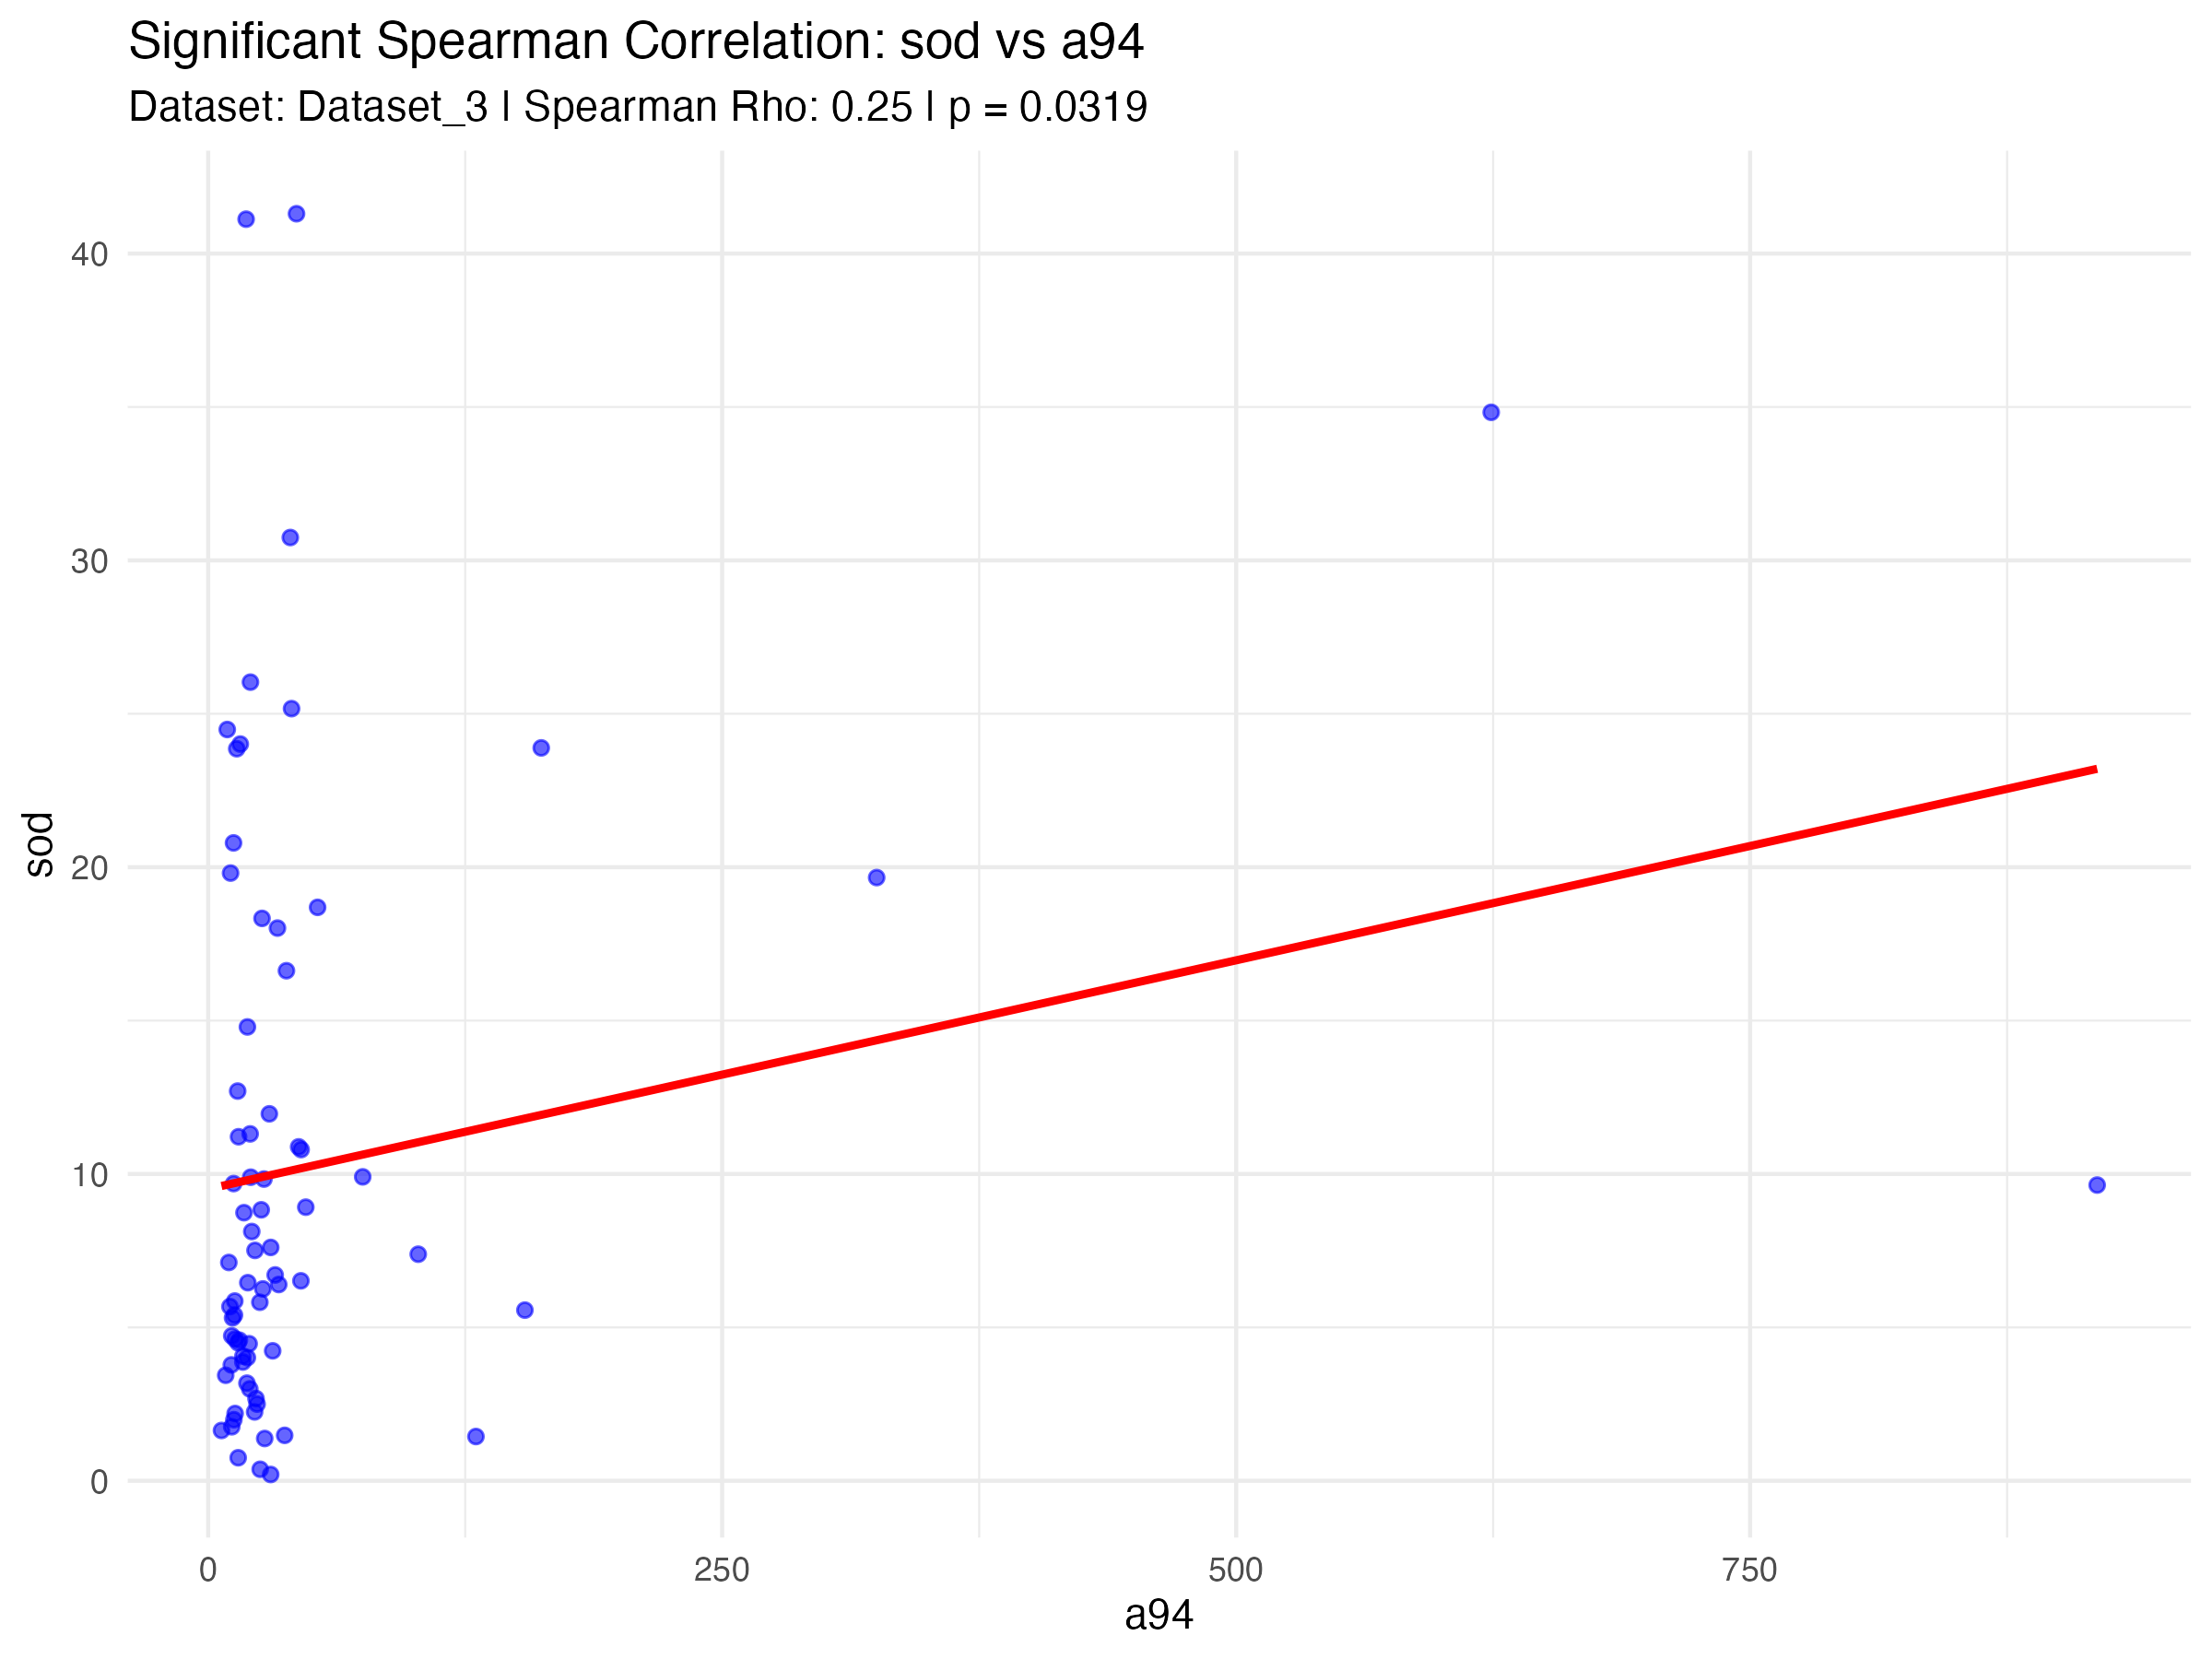 Significant Spearman Correlation: sod vs a94
Dataset: Dataset_3 | Spearman Rho: 0.25 | p = 0.0319
40
30
20
10
0
sod
0 250 500 750
a94